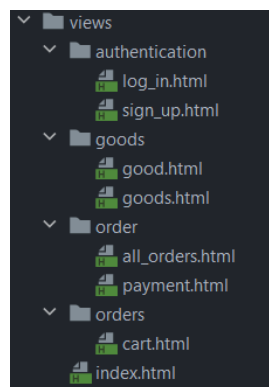 views
authentication
log_in.html
sign_up.html
goods
good.html
goods.html
order
all_orders.html
payment.html
orders
cart.html
index.html